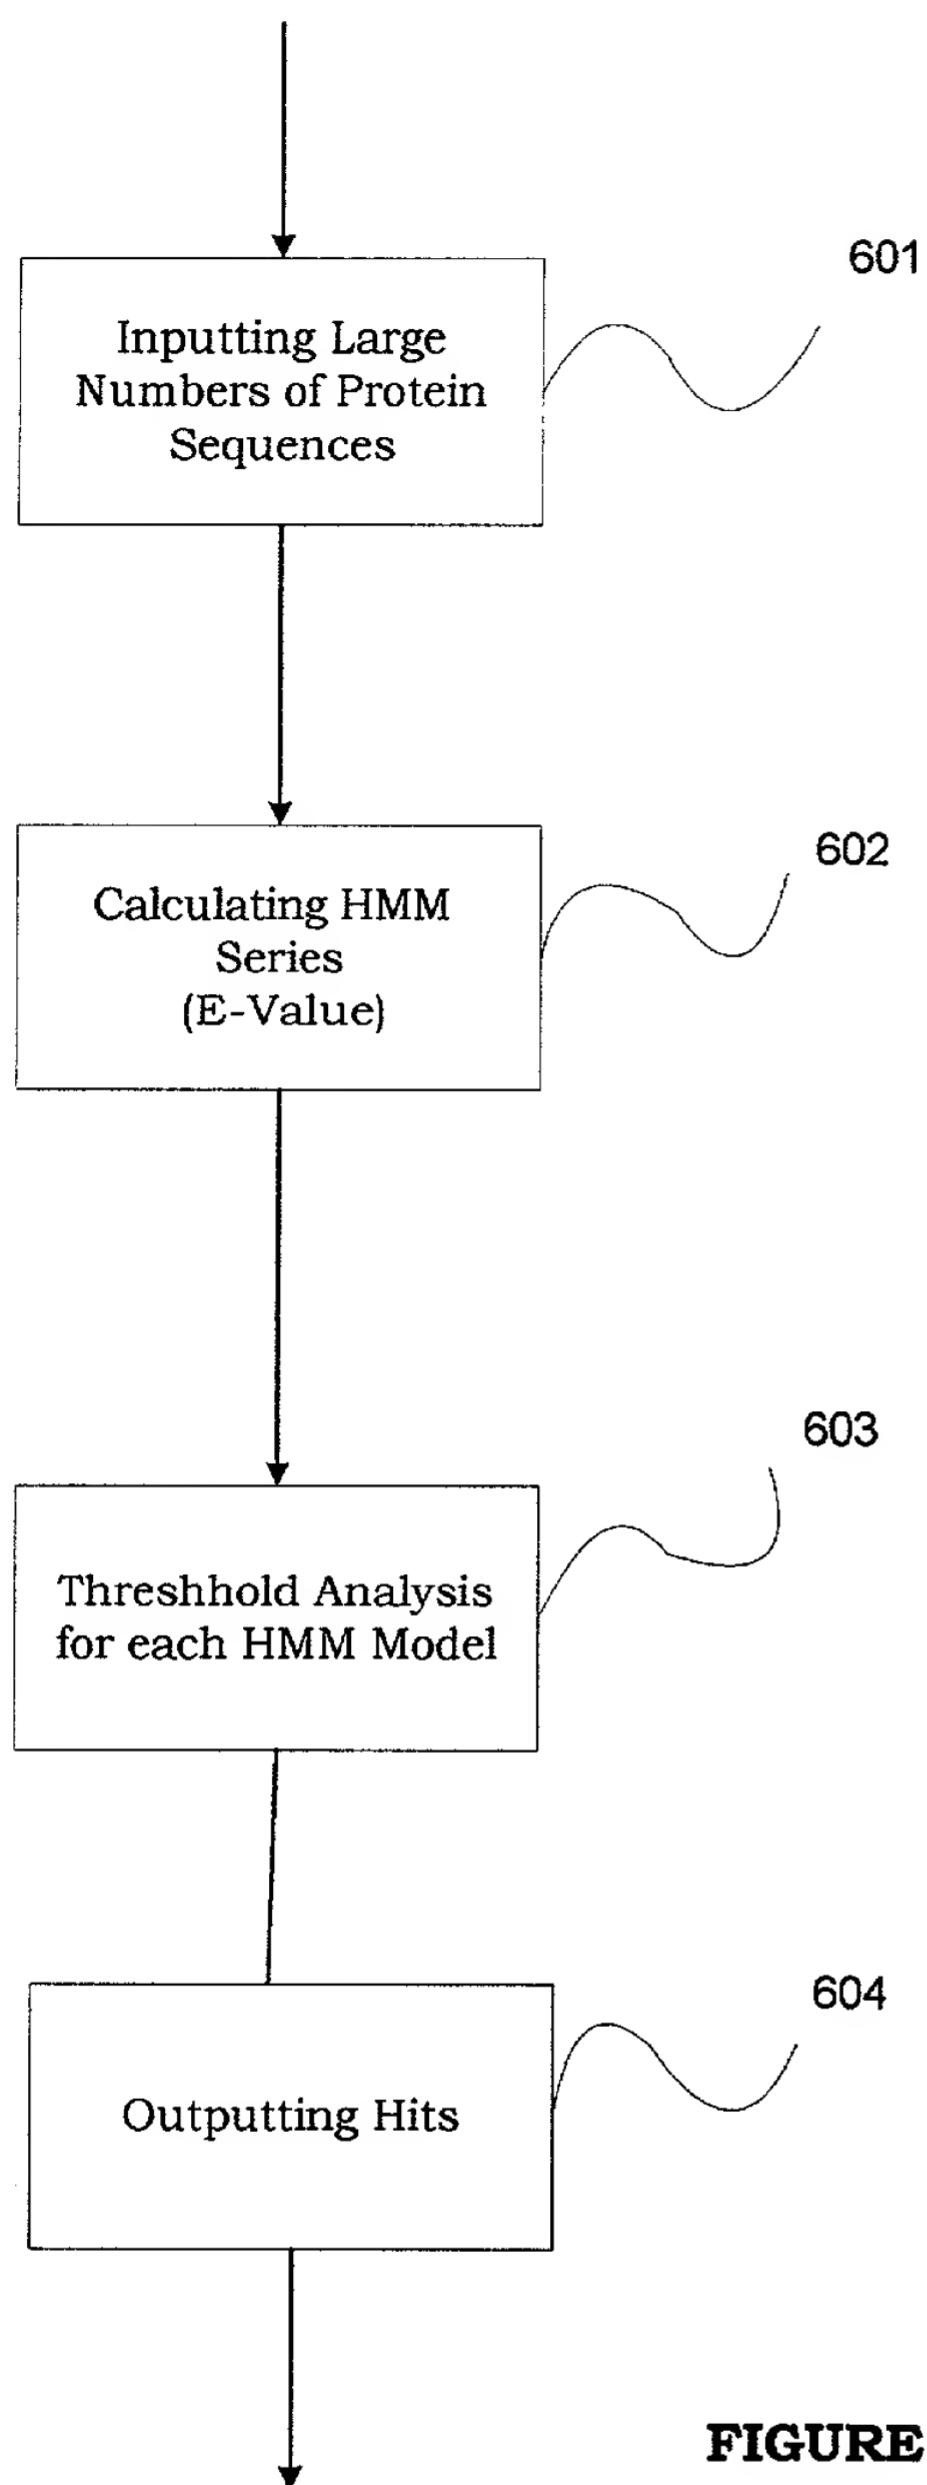 601
Inputting Large
Numbers of Protein
Sequences
602
Calculating HMM
Series
(E-Value)
603
Threshhold Analysis
for each HMM Model
604
Outputting Hits
FIGURE